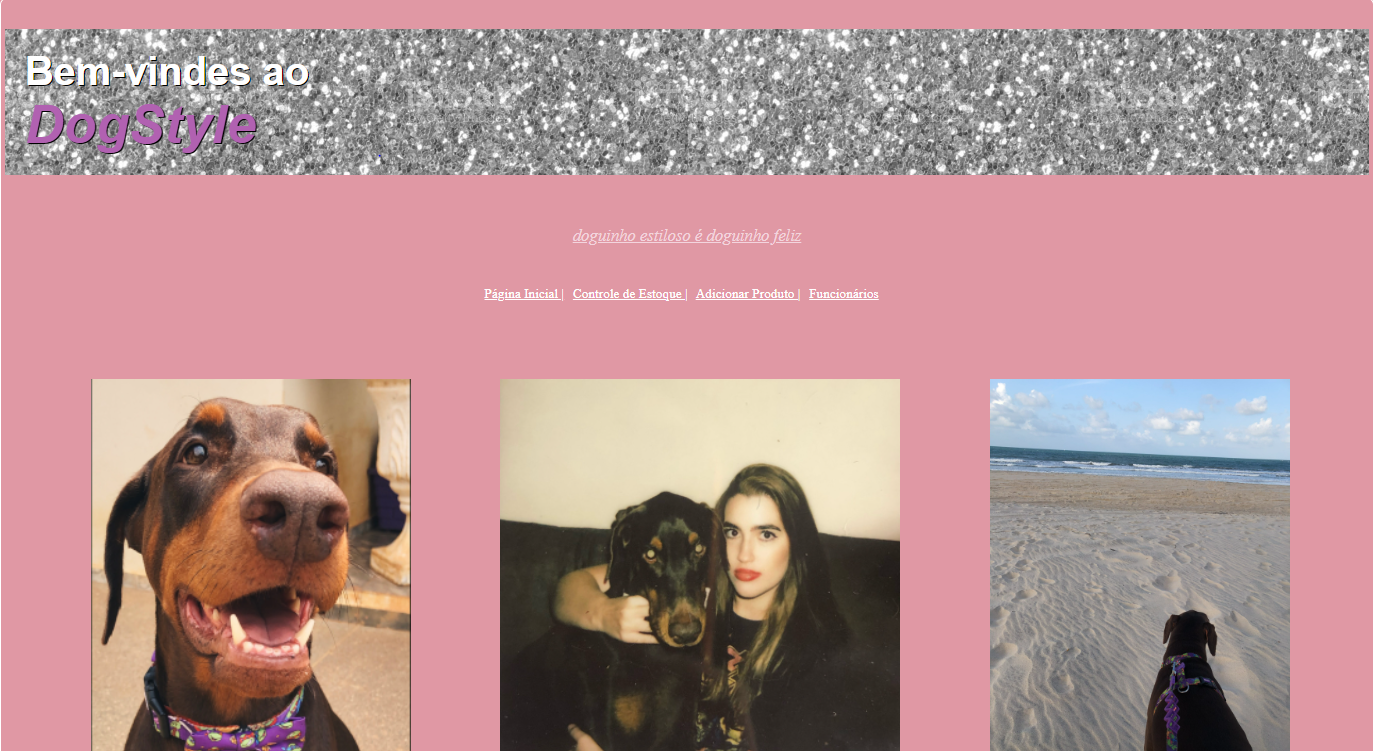 Bem-vindes ao
DogStyle
doguinho estiloso é doguinho feliz
Página Inicial | Controle de Estoque | Adicionar Produto | Funcionários